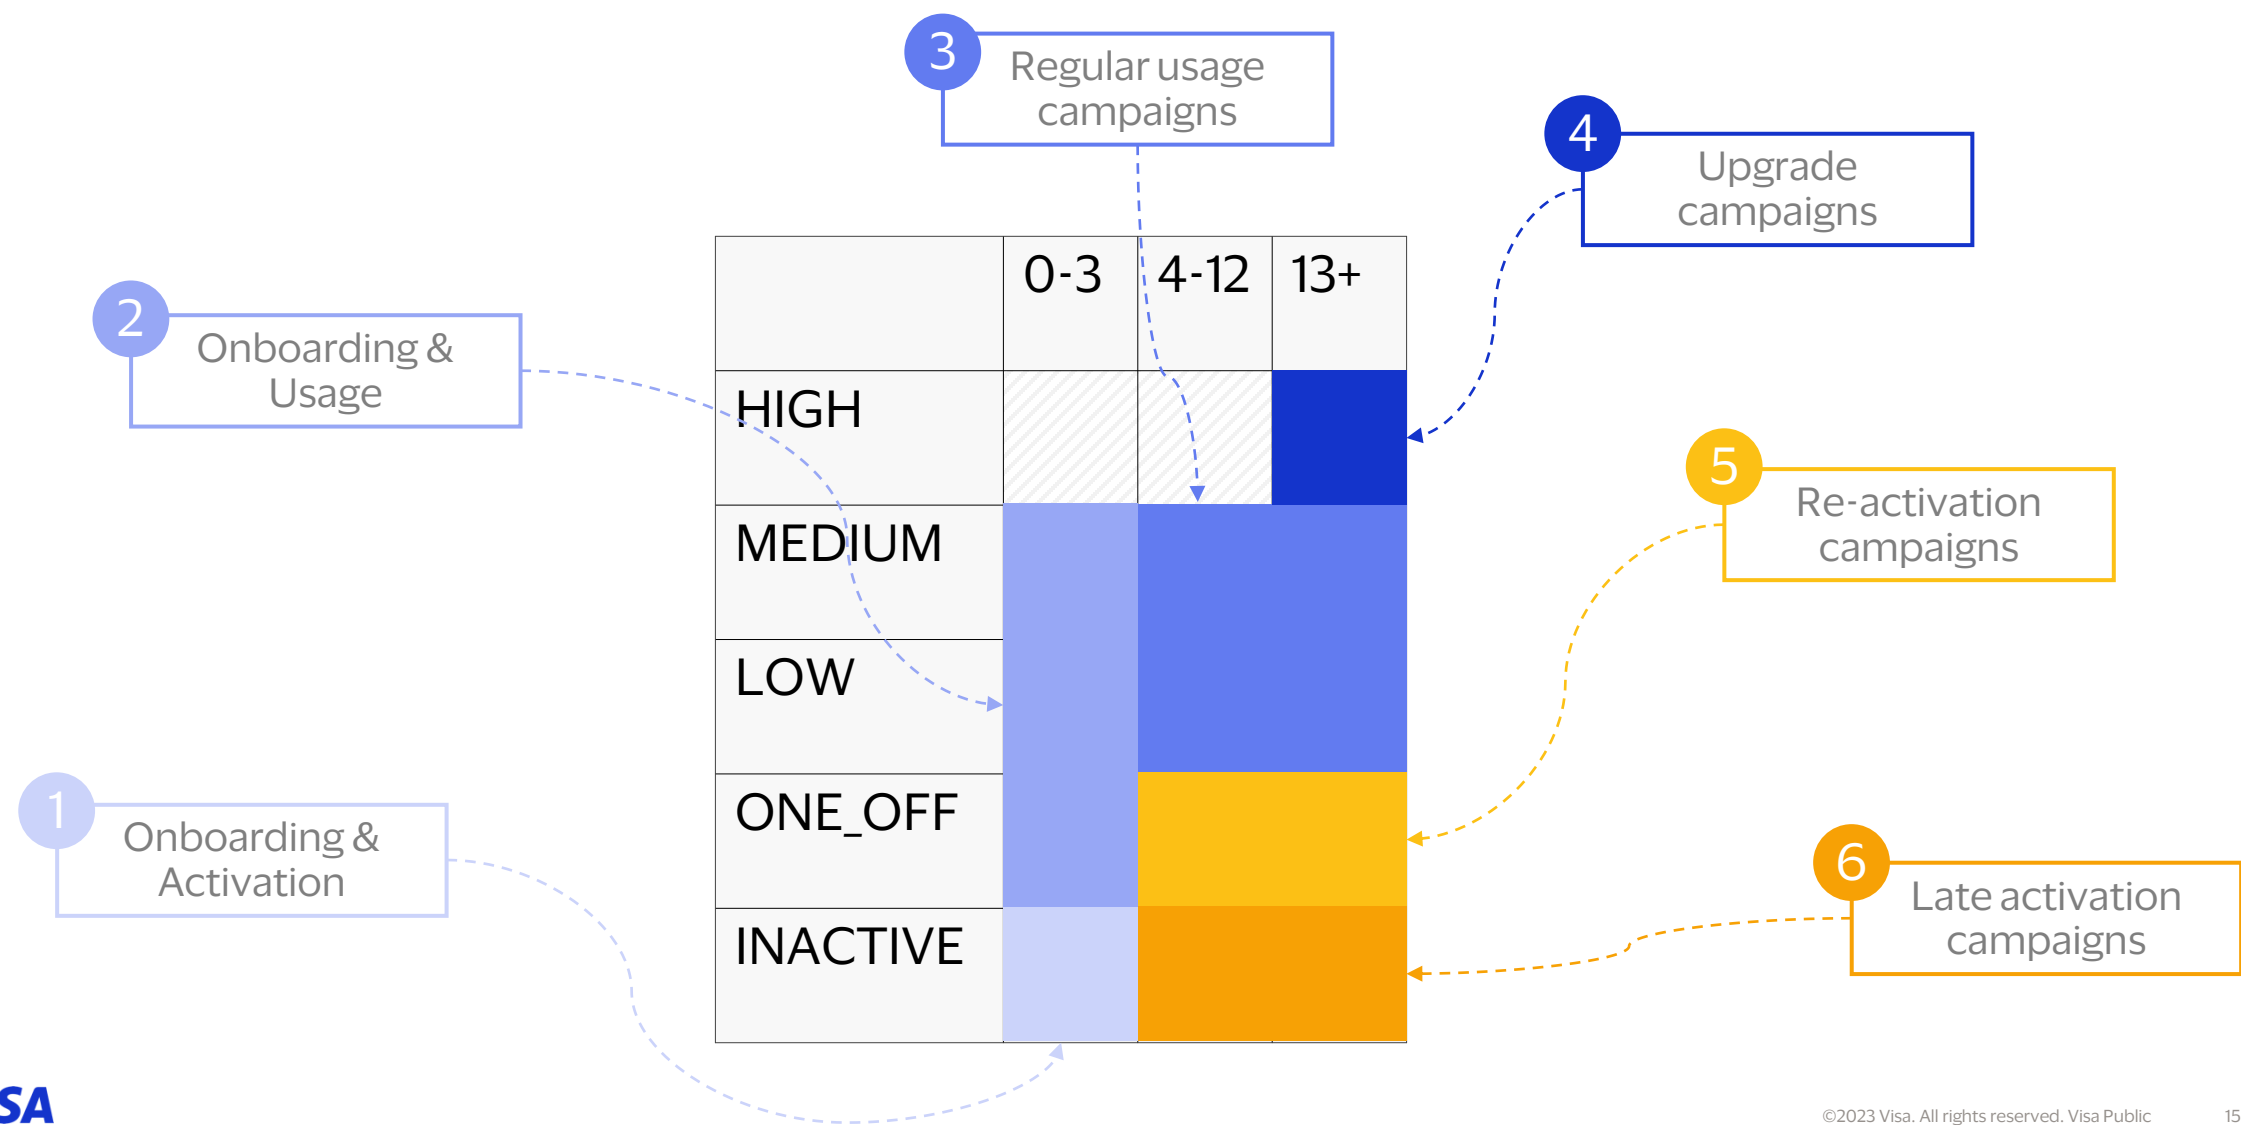 3
Regular usage
campaigns
4
Upgrade
campaigns
2
Onboarding &
Usage
0-3 4-12 13+
HIGH
MEDIUM
LOW
ONE_OFF
INACTIVE
5
Re-activation
campaigns
1
Onboarding &
Activation
6
Late activation
campaigns
SA
©2023 Visa. All rights reserved. Visa Public 15